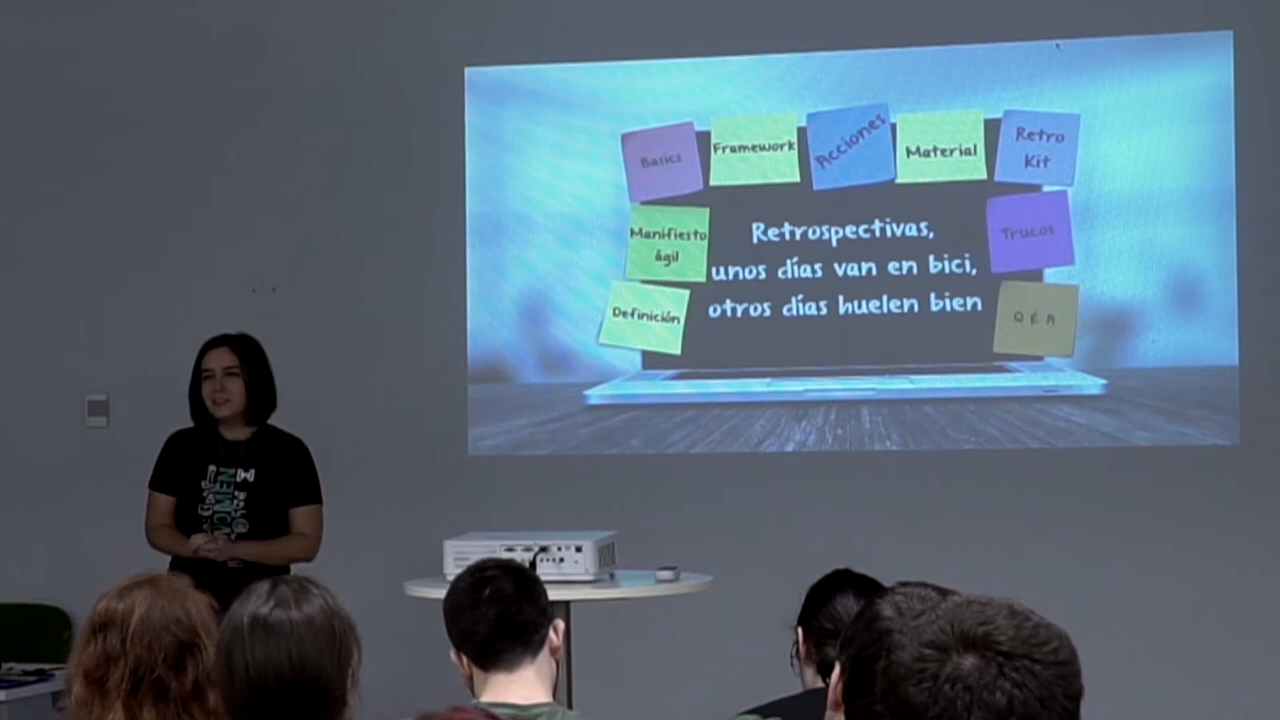 Basics
Framework
Acciones
Material
Retro
Kit
Manifiesto
ágil
Trucos
Definición
Q & A
Retrospectivas,
unos días van en bici,
otros días huelen bien
WOMEN